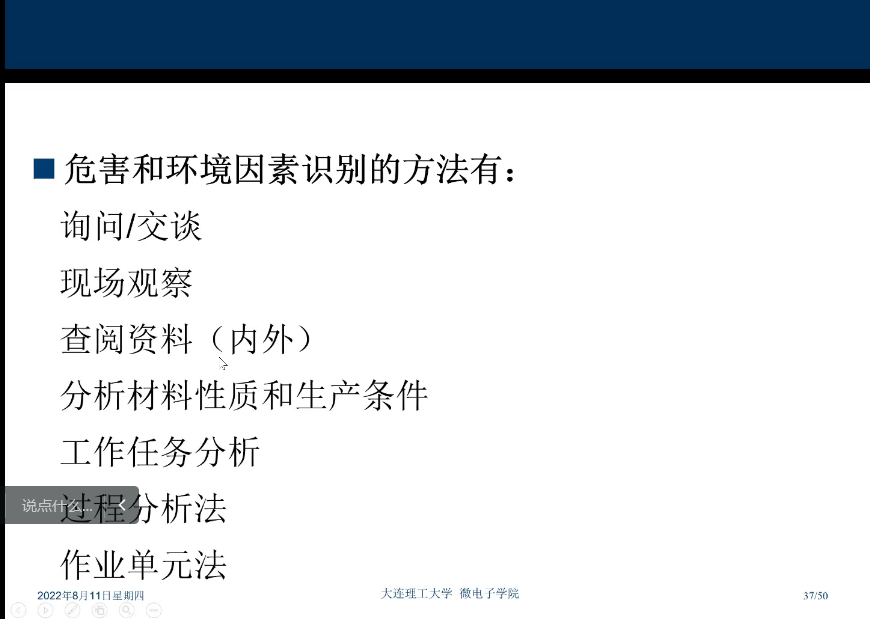 危害和环境因素识别的方法有：
询问/交谈
现场观察
查阅资料（内外）
分析材料性质和生产条件
工作任务分析
说点什么...
过程分析法
作业单元法
2022年8月11日星期四
大连理工大学 微电子学院
37/50